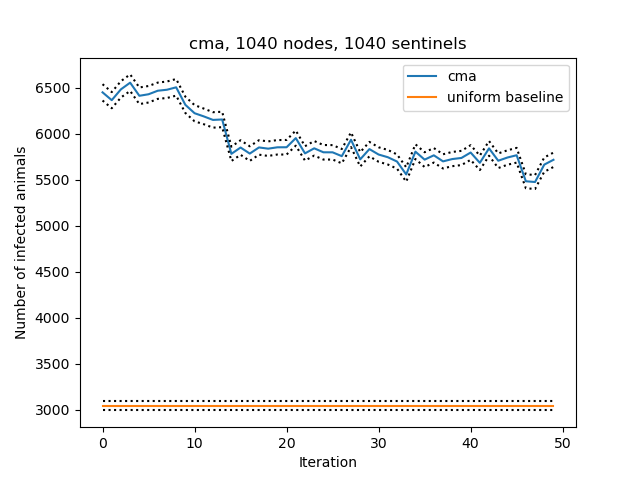 cma, 1040 nodes, 1040 sentinels
cma
uniform baseline
Number of infected animals
6500
6000
5500
5000
4500
4000
3500
3000
0 10 20 30 40 50
Iteration